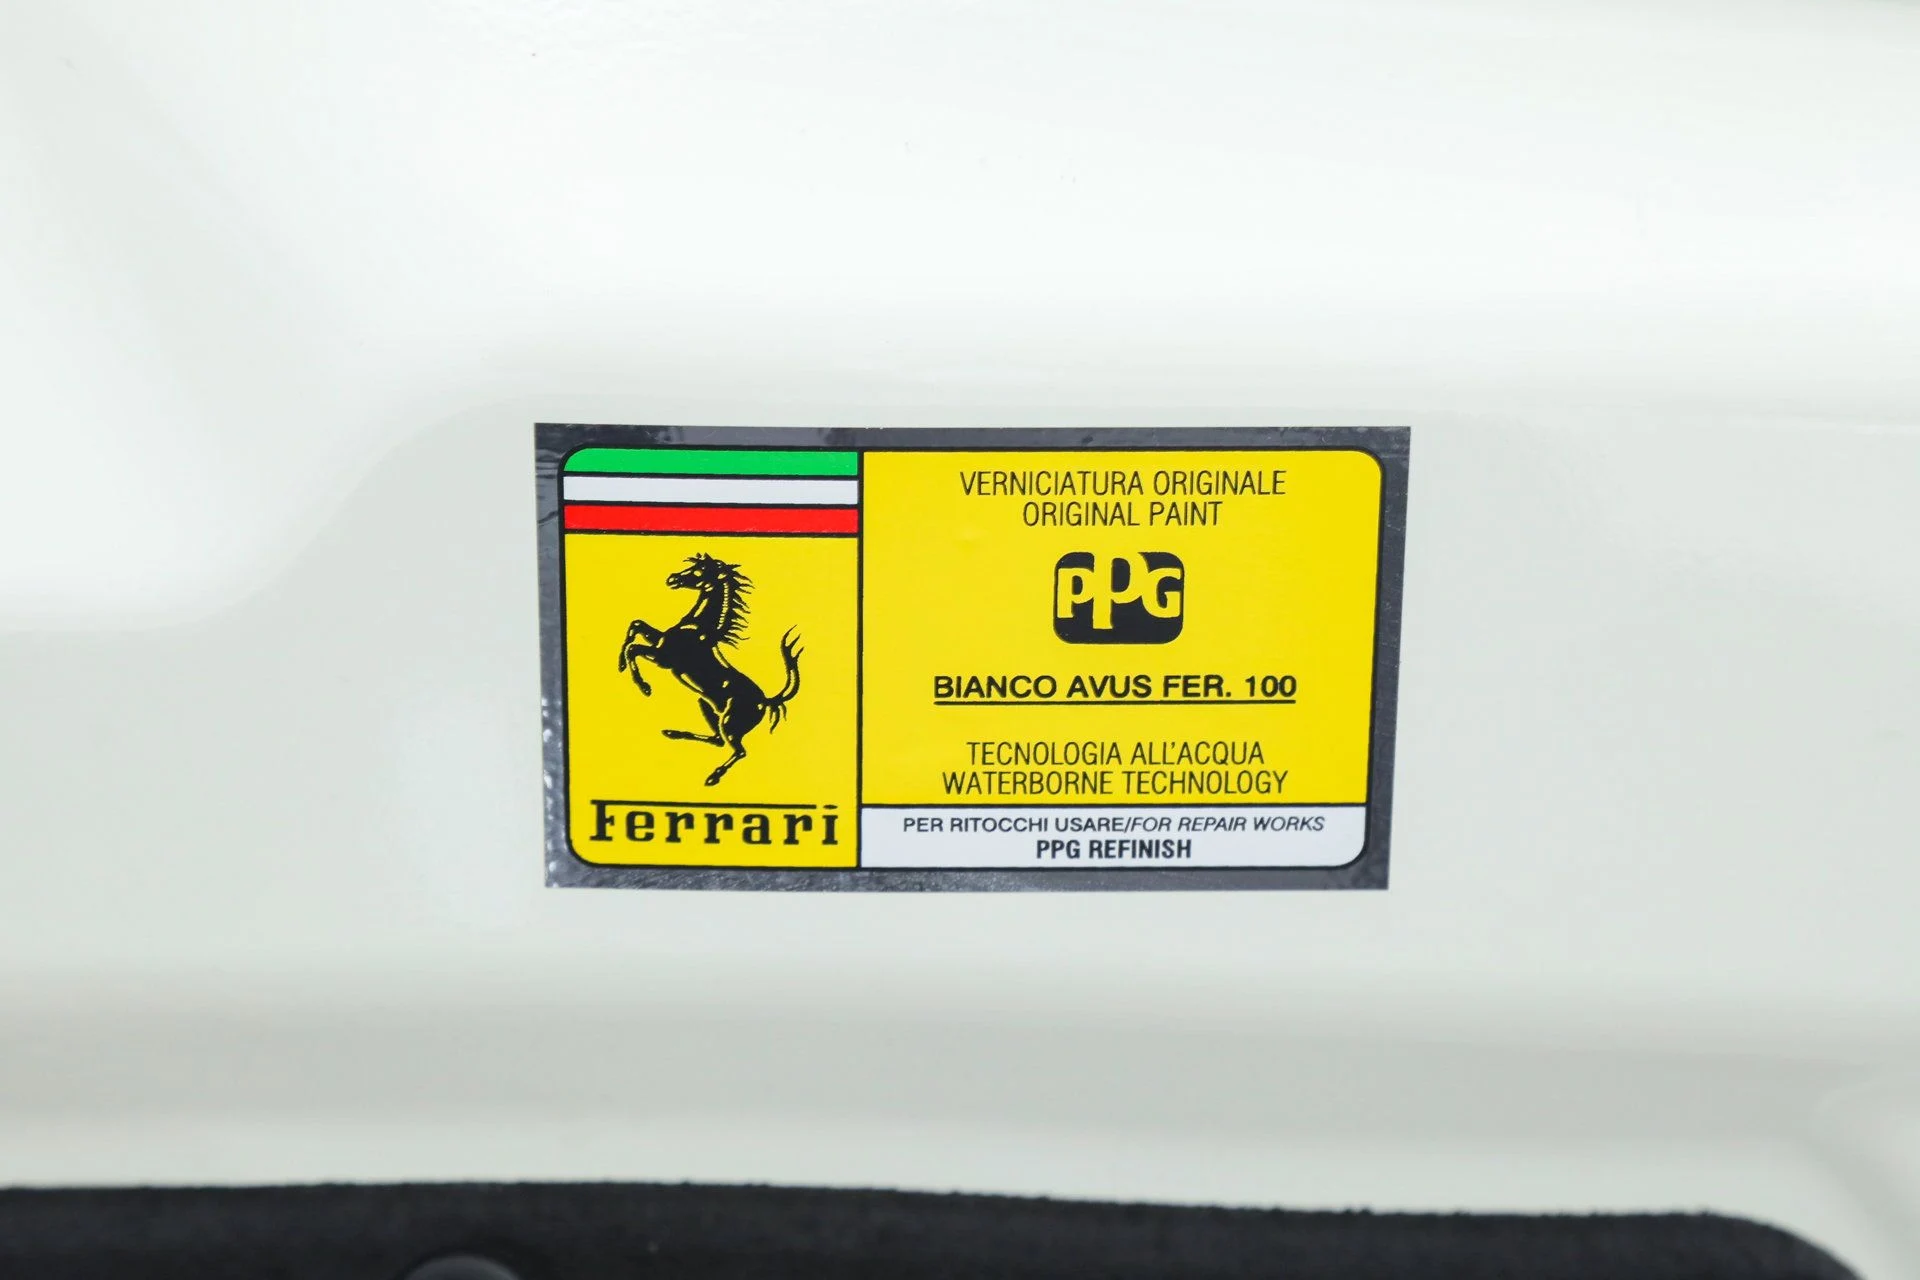 Ferrari
VERNICIATURA ORIGINALE
ORIGINAL PAINT
PPG
BIANCO AVUS FER. 100
TECNOLOGIA ALL'ACQUA
WATERBORNE TECHNOLOGY
PER RITOCCHI USARE/FOR REPAIR WORKS
PPG REFINISH